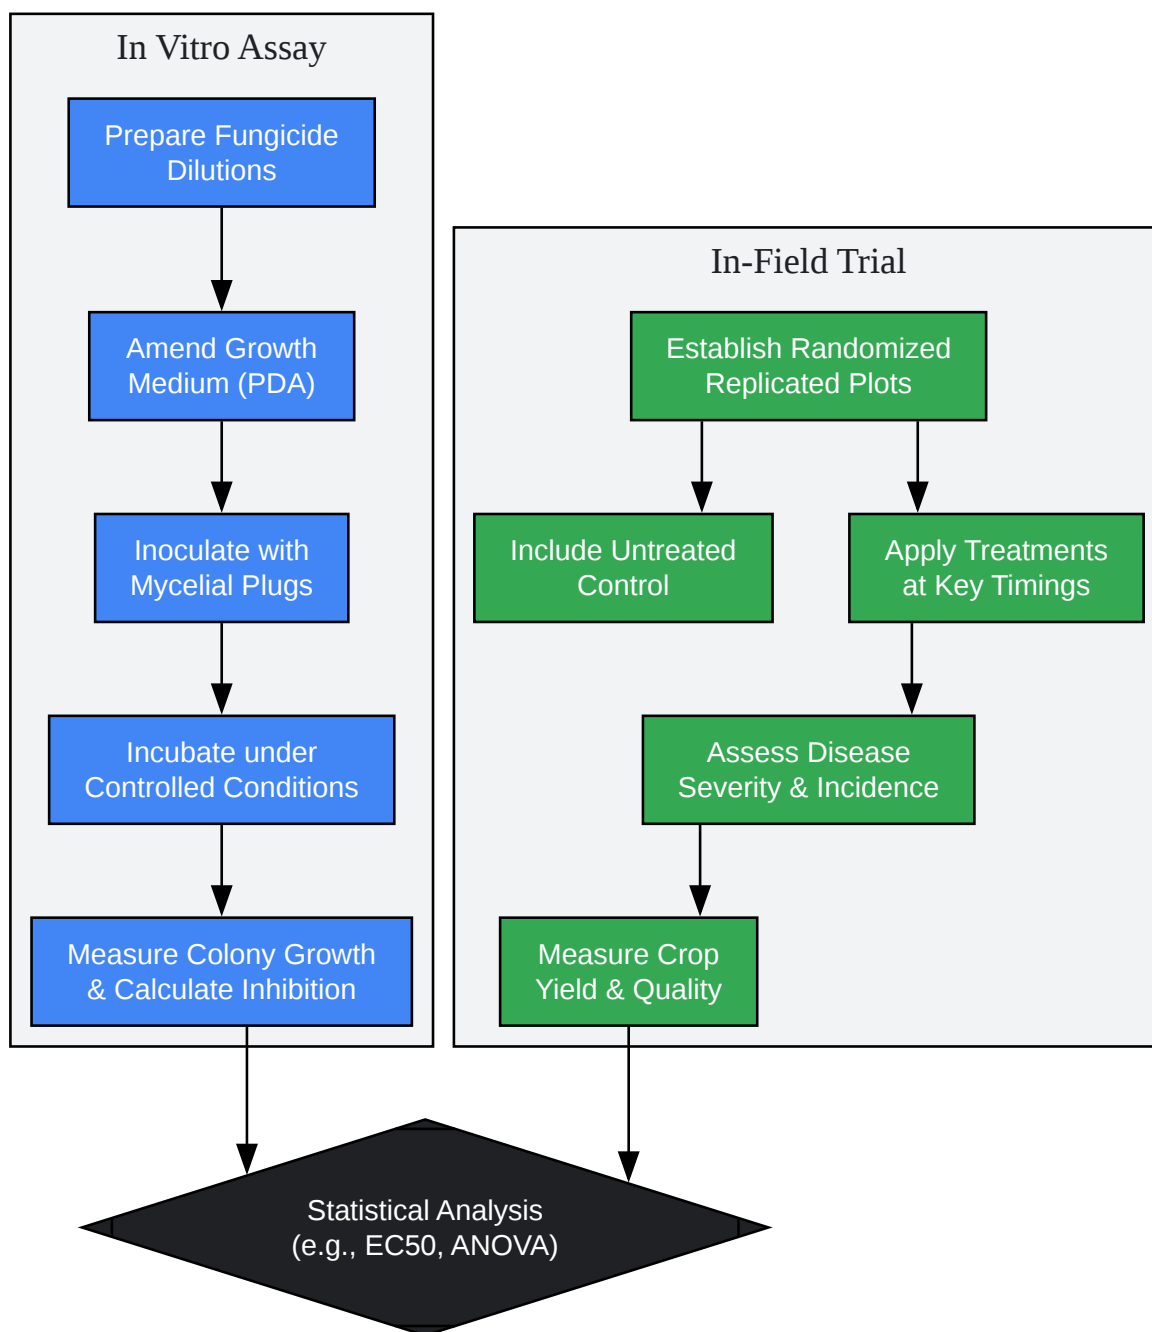 In Vitro Assay
Prepare Fungicide
Dilutions
Amend Growth
Medium (PDA)
Inoculate with
Mycelial Plugs
Incubate under
Controlled Conditions
Measure Colony Growth
& Calculate Inhibition
In-Field Trial
Establish Randomized
Replicated Plots
Include Untreated
Control
Apply Treatments
at Key Timings
Assess Disease
Severity & Incidence
Measure Crop
Yield & Quality
Statistical Analysis
(e.g., EC50, ANOVA)